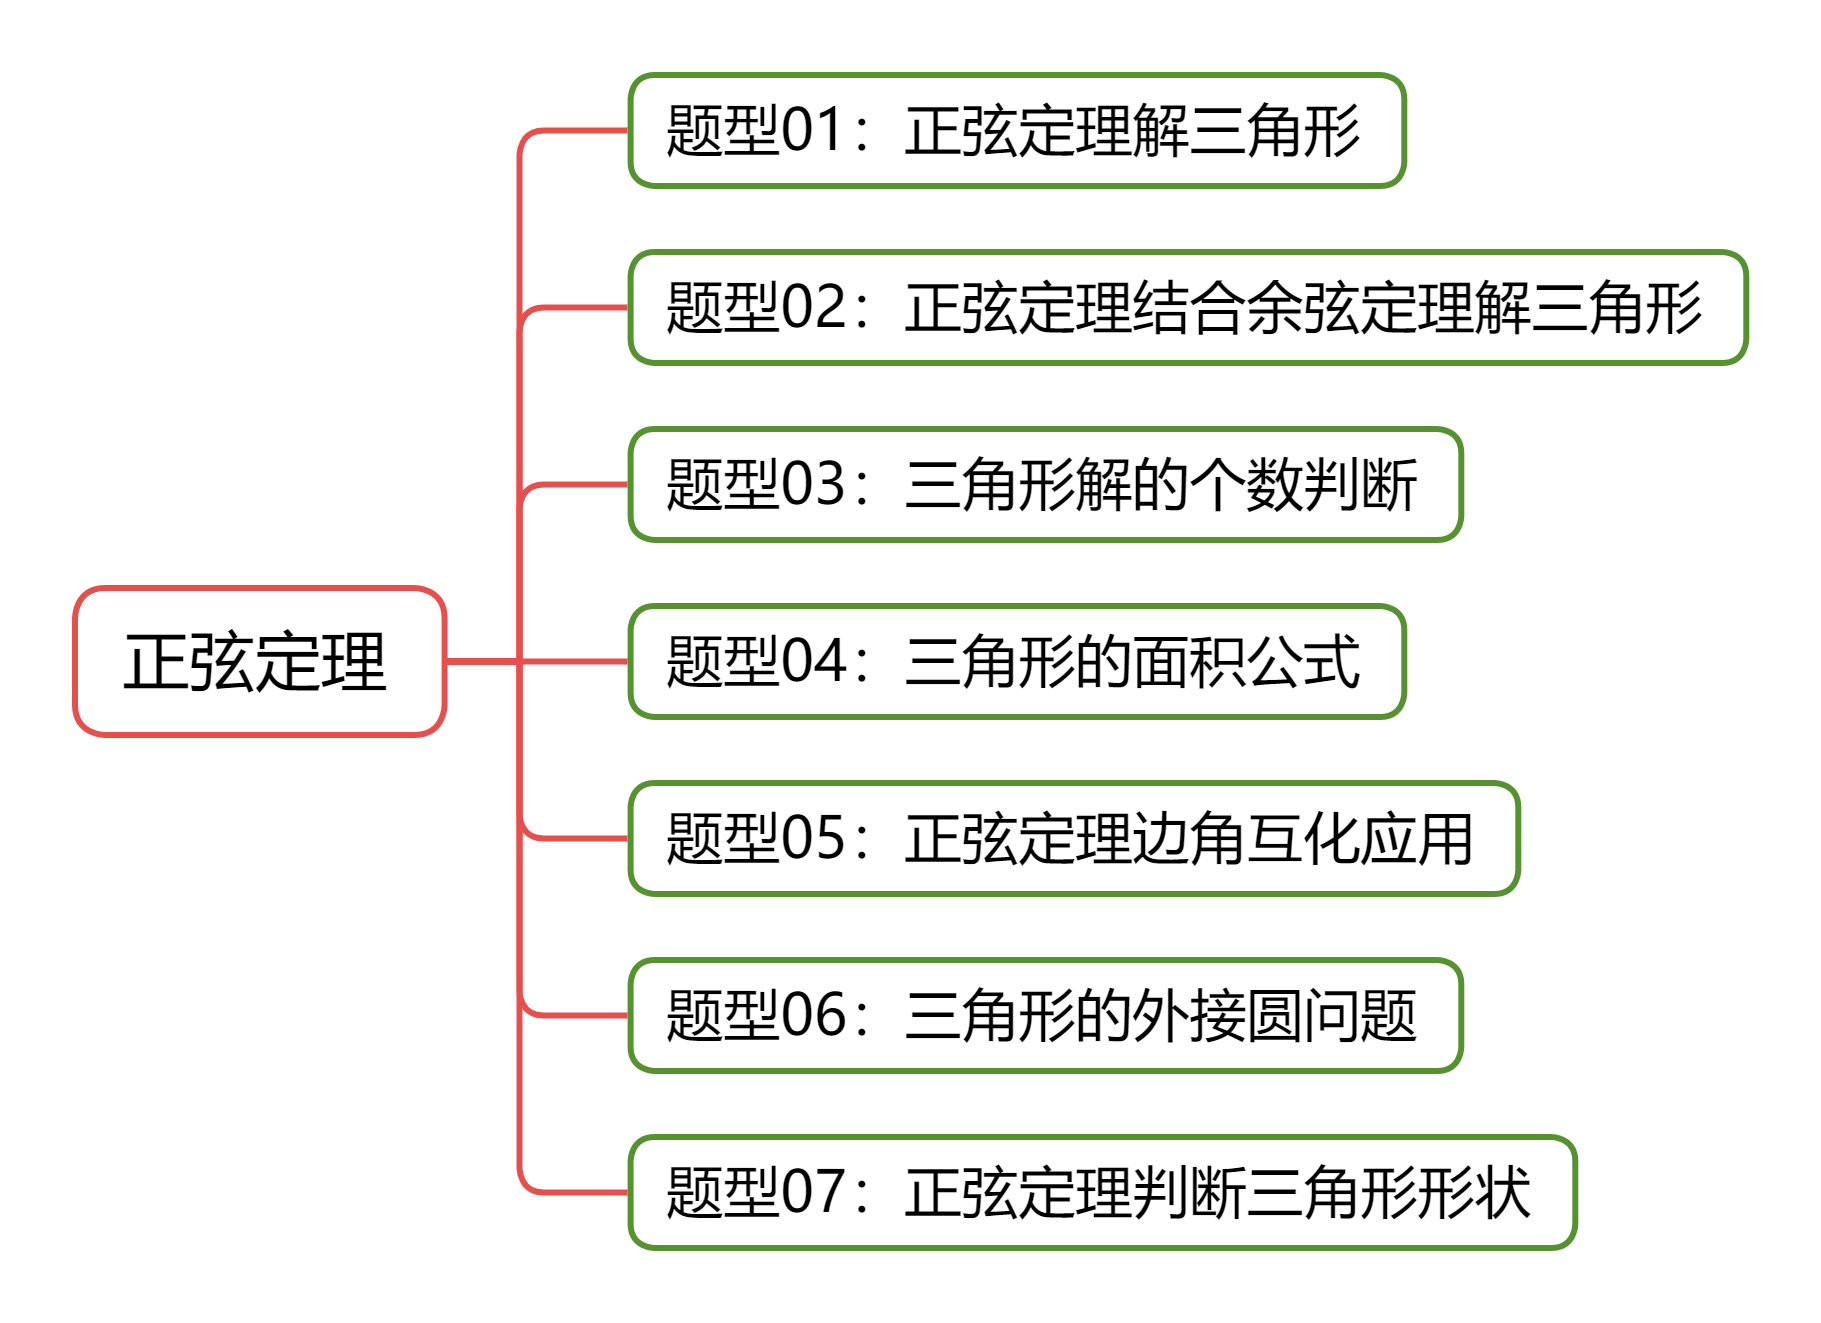 正弦定理
题型01：正弦定理解三角形
题型02：正弦定理结合余弦定理解三角形
题型03：三角形解的个数判断
题型04：三角形的面积公式
题型05：正弦定理边角互化应用
题型06：三角形的外接圆问题
题型07：正弦定理判断三角形形状